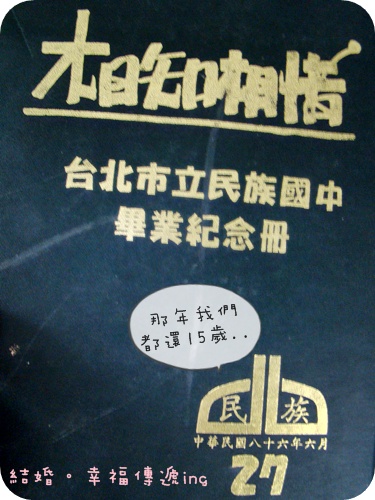 相知相惜
台北市立民族國中
畢業紀念冊
那年我們
都還15歲..
民族
中華民國八十六年六月
27
結婚。幸福傳遞ing